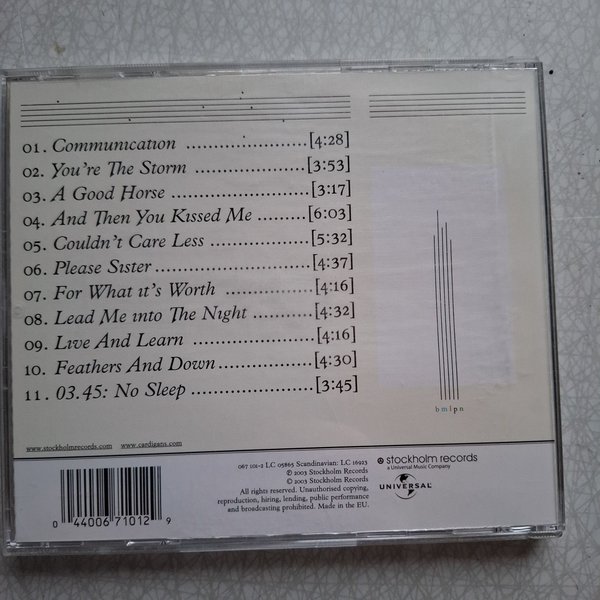 01. Communication ........................[4:28]
02. You're The Storm ......................[3:53]
03. A Good Horse ...........................[3:17]
04. And Then You Kissed Me ..........[6:03]
05. Couldn't Care Less .....................[5:32]
06. Please Sister...............................[4:37]
07. For What it's Worth ..................[4:16]
08. Lead Me into The Night ............[4:32]
09. Live And Learn ........................[4:16]
10. Feathers And Down...................[4:30]
11. 03.45: No Sleep ........................[3:45]
b m l p n
www.stockholmrecords.com www.cardigans.com
067 101-2 LC 05865 Scandinavian: LC 16923
℗ 2003 Stockholm Records
© 2003 Stockholm Records
All rights reserved. Unauthorised copying,
reproduction, hiring, lending, public performance
and broadcasting prohibited. Made in the EU.
stockholm records
a Universal Music Company
UNIVERSAL
0 44006 71012 9